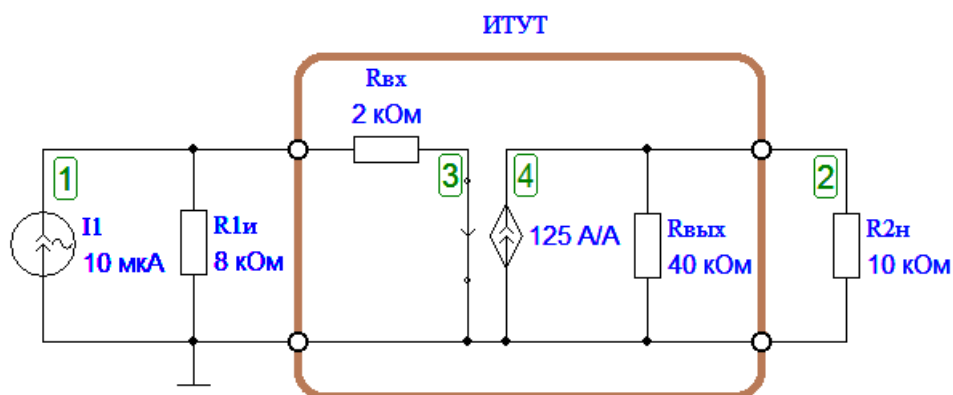 ИТУТ
Rвх
2 кОм
1
3
4
2
I1
10 мкА
R1и
8 кОм
125 А/А
Rвых
40 кОм
R2н
10 кОм